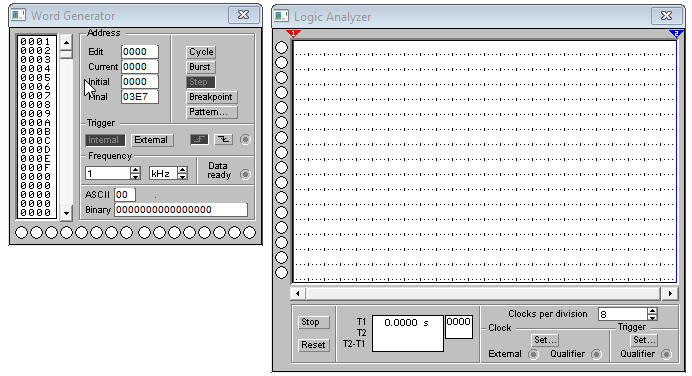 Word Generator
0001
0002
0003
0004
0005
0006
0007
0008
0009
000A
000B
000C
000D
000E
000F
0000
0000
0000
0000
Address
Edit 0000
Current 0000
Initial 0000
Final 03E7
Cycle
Burst
Step
Breakpoint
Pattern...
Trigger
Internal External
Frequency
1 kHz
Data
ready
ASCII 00
Binary 0000000000000000
Logic Analyzer
1 2
Stop
Reset
T1 0.0000 s 0000
T2
T2-T1
Clocks per division 8
Clock Trigger
Set... Set...
External Qualifier Qualifier